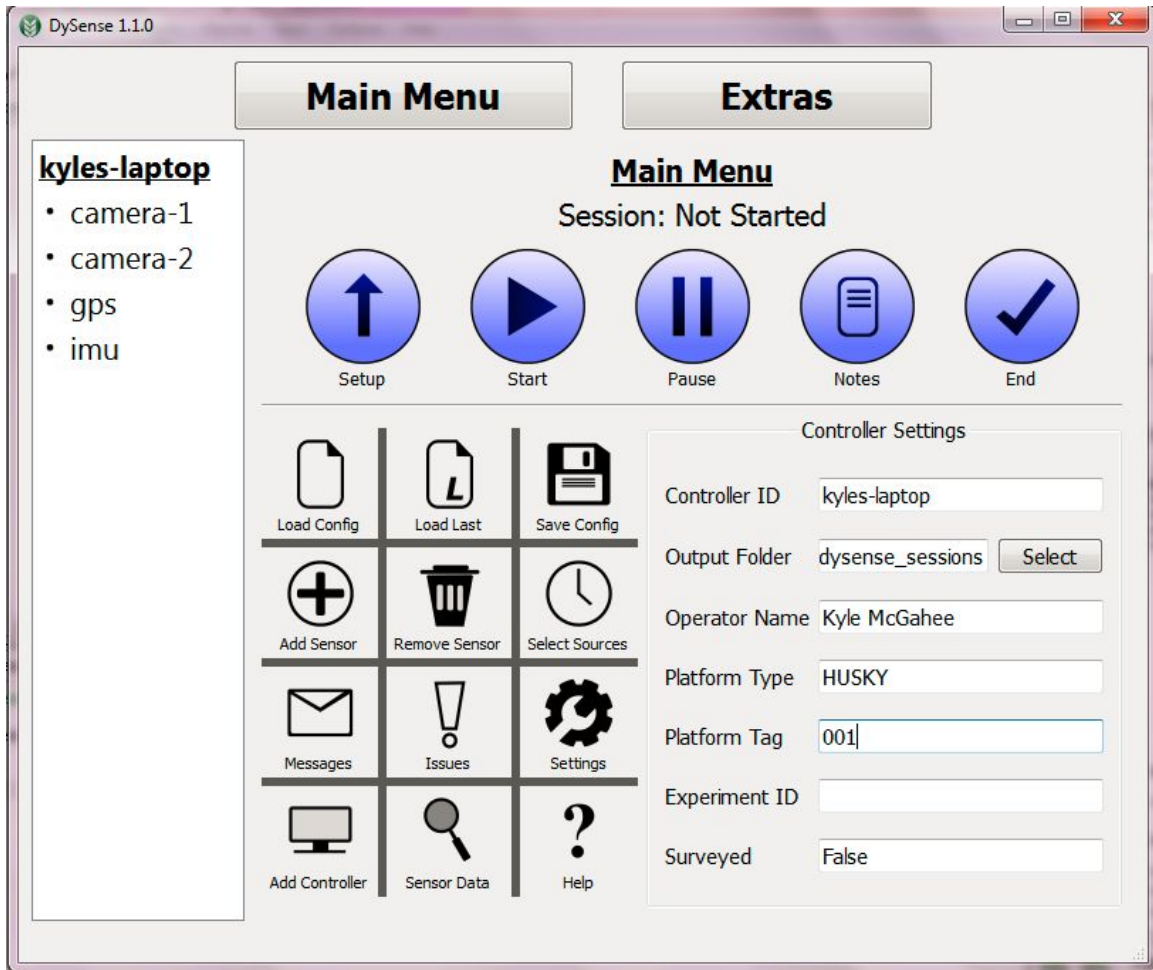 DySense 1.1.0
Main Menu
Extras
kyles-laptop
• camera-1
• camera-2
• gps
• imu
Main Menu
Session: Not Started
Setup
Start
Pause
Notes
End
Load Config
L
Load Last
Save Config
Add Sensor
Remove Sensor
Select Sources
Messages
Issues
Settings
Add Controller
Sensor Data
?
Help
Controller Settings
Controller ID kyles-laptop
Output Folder dysense_sessions Select
Operator Name Kyle McGahee
Platform Type HUSKY
Platform Tag 001
Experiment ID
Surveyed False